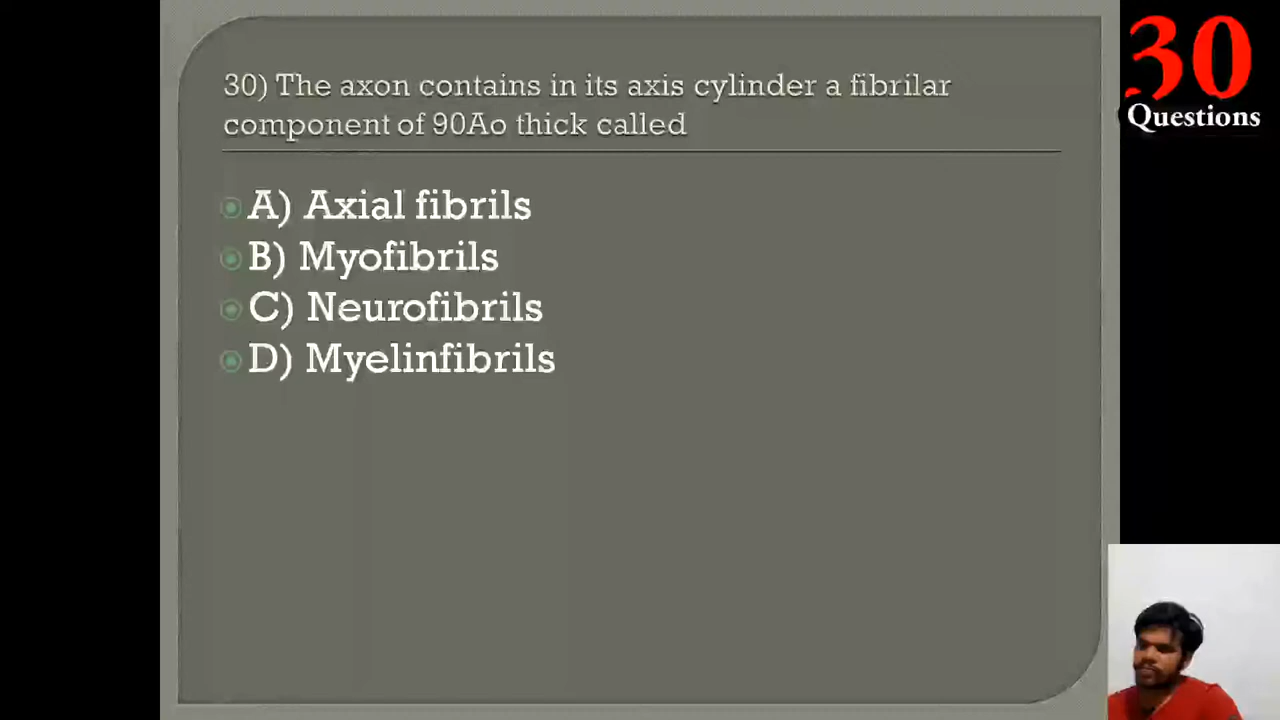 30) The axon contains in its axis cylinder a fibrilar
component of 90Ao thick called
A) Axial fibrils
B) Myofibrils
C) Neurofibrils
D) Myelinfibrils
30
Questions